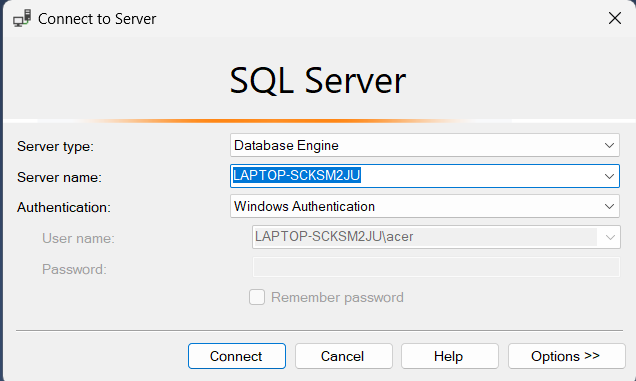 Connect to Server
SQL Server
Server type: Database Engine
Server name: LAPTOP-SCKSM2JU
Authentication: Windows Authentication
User name: LAPTOP-SCKSM2JU\acer
Password:
Remember password
Connect Cancel Help Options >>